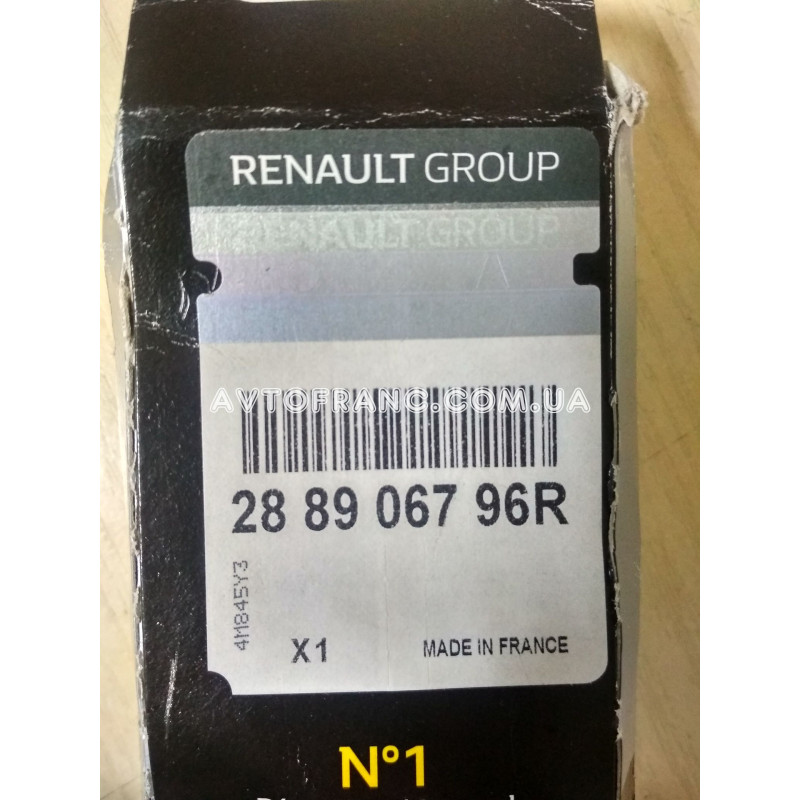 RENAULT GROUP
RENAULT GROUP
AVTOFRANC.COM.UA
28 89 067 96R
4M845Y3
X1
MADE IN FRANCE
N°1